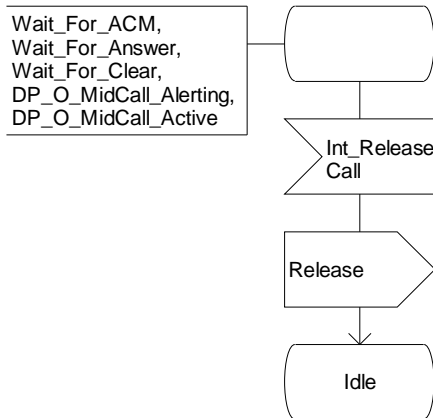 Wait_For_ACM,
Wait_For_Answer,
Wait_For_Clear,
DP_O_MidCall_Alerting,
DP_O_MidCall_Active
Int_Release
Call
Release
Idle